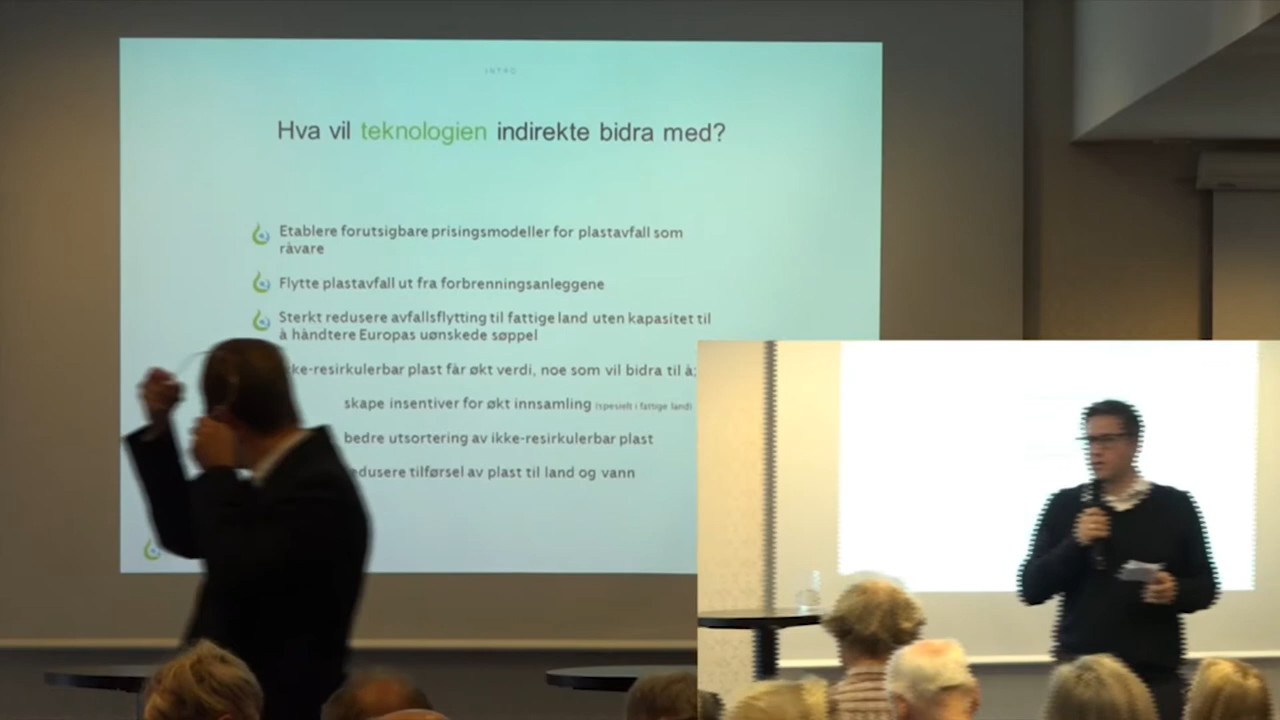 INTRO
Hva vil teknologien indirekte bidra med?
Etablere forutsigbare prisingsmodeller for plastavfall som
råvare
Flytte plastavfall ut fra forbrenningsanleggene
Sterkt redusere avfallsflytting til fattige land uten kapasitet til
å håndtere Europas uønskede søppel
kke-resirkulerbar plast får økt verdi, noe som vil bidra til å;
skape insentiver for økt innsamling (spesielt i fattige land)
bedre utsortering av ikke-resirkulerbar plast
edusere tilførsel av plast til land og vann